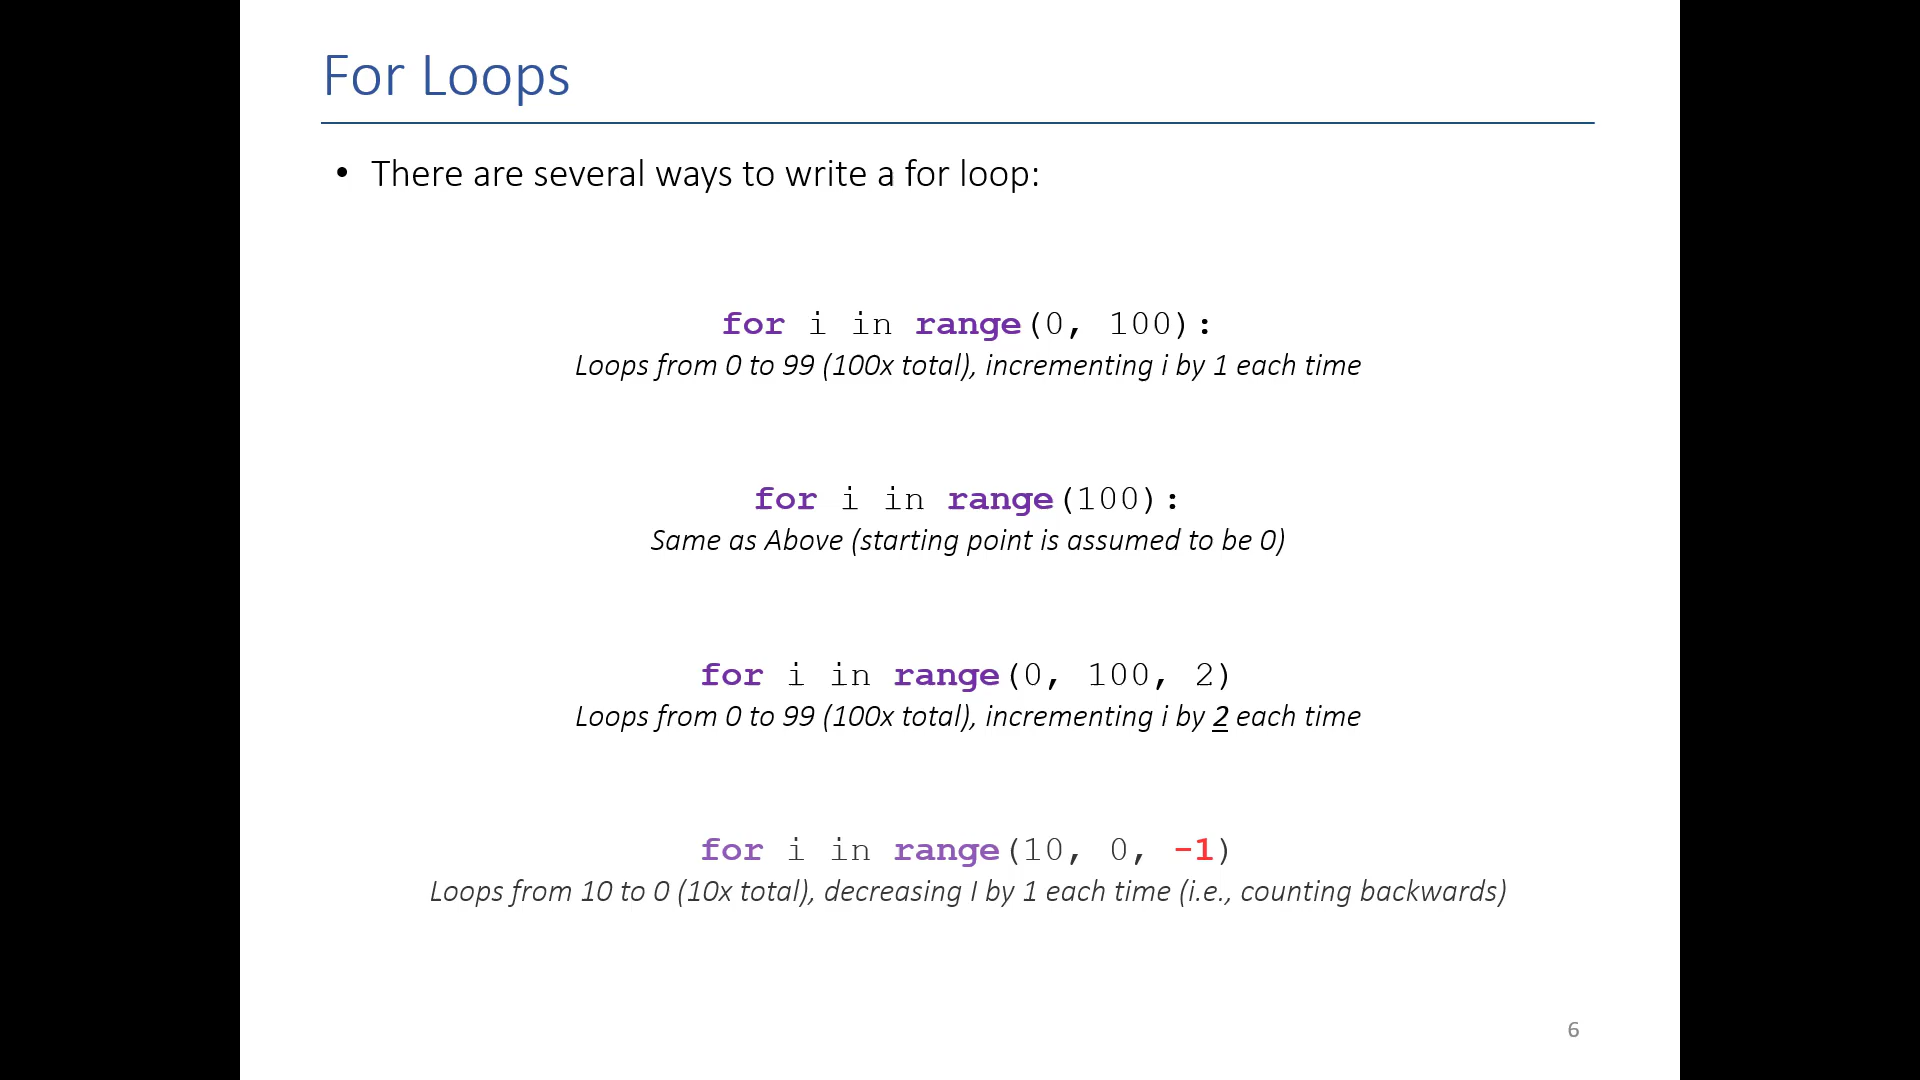 For Loops
• There are several ways to write a for loop:
for i in range(0, 100):
Loops from 0 to 99 (100x total), incrementing i by 1 each time
for i in range(100):
Same as Above (starting point is assumed to be 0)
for i in range(0, 100, 2)
Loops from 0 to 99 (100x total), incrementing i by 2 each time
for i in range(10, 0, -1)
Loops from 10 to 0 (10x total), decreasing I by 1 each time (i.e., counting backwards)
6